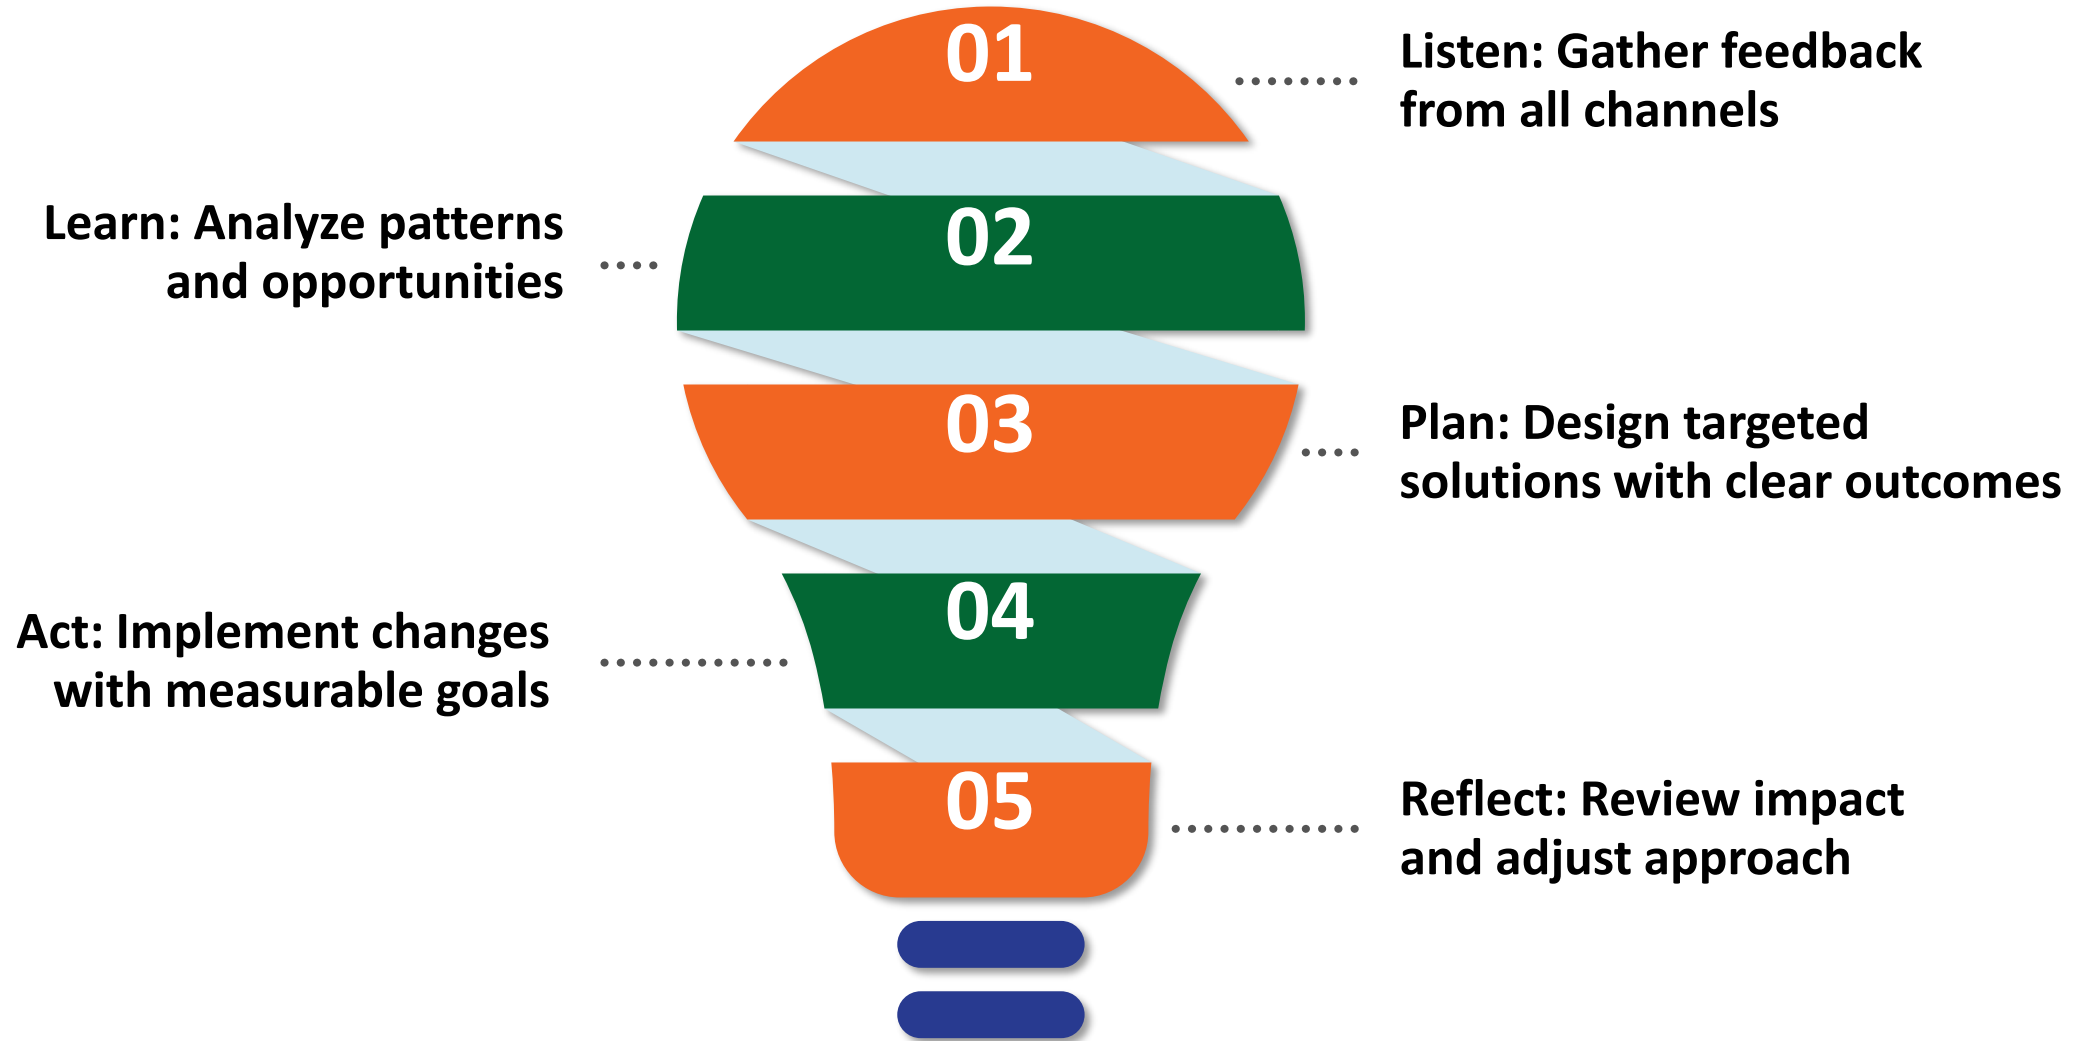 01
Listen: Gather feedback
from all channels
02
Learn: Analyze patterns
and opportunities
03
Plan: Design targeted
solutions with clear outcomes
04
Act: Implement changes
with measurable goals
05
Reflect: Review impact
and adjust approach